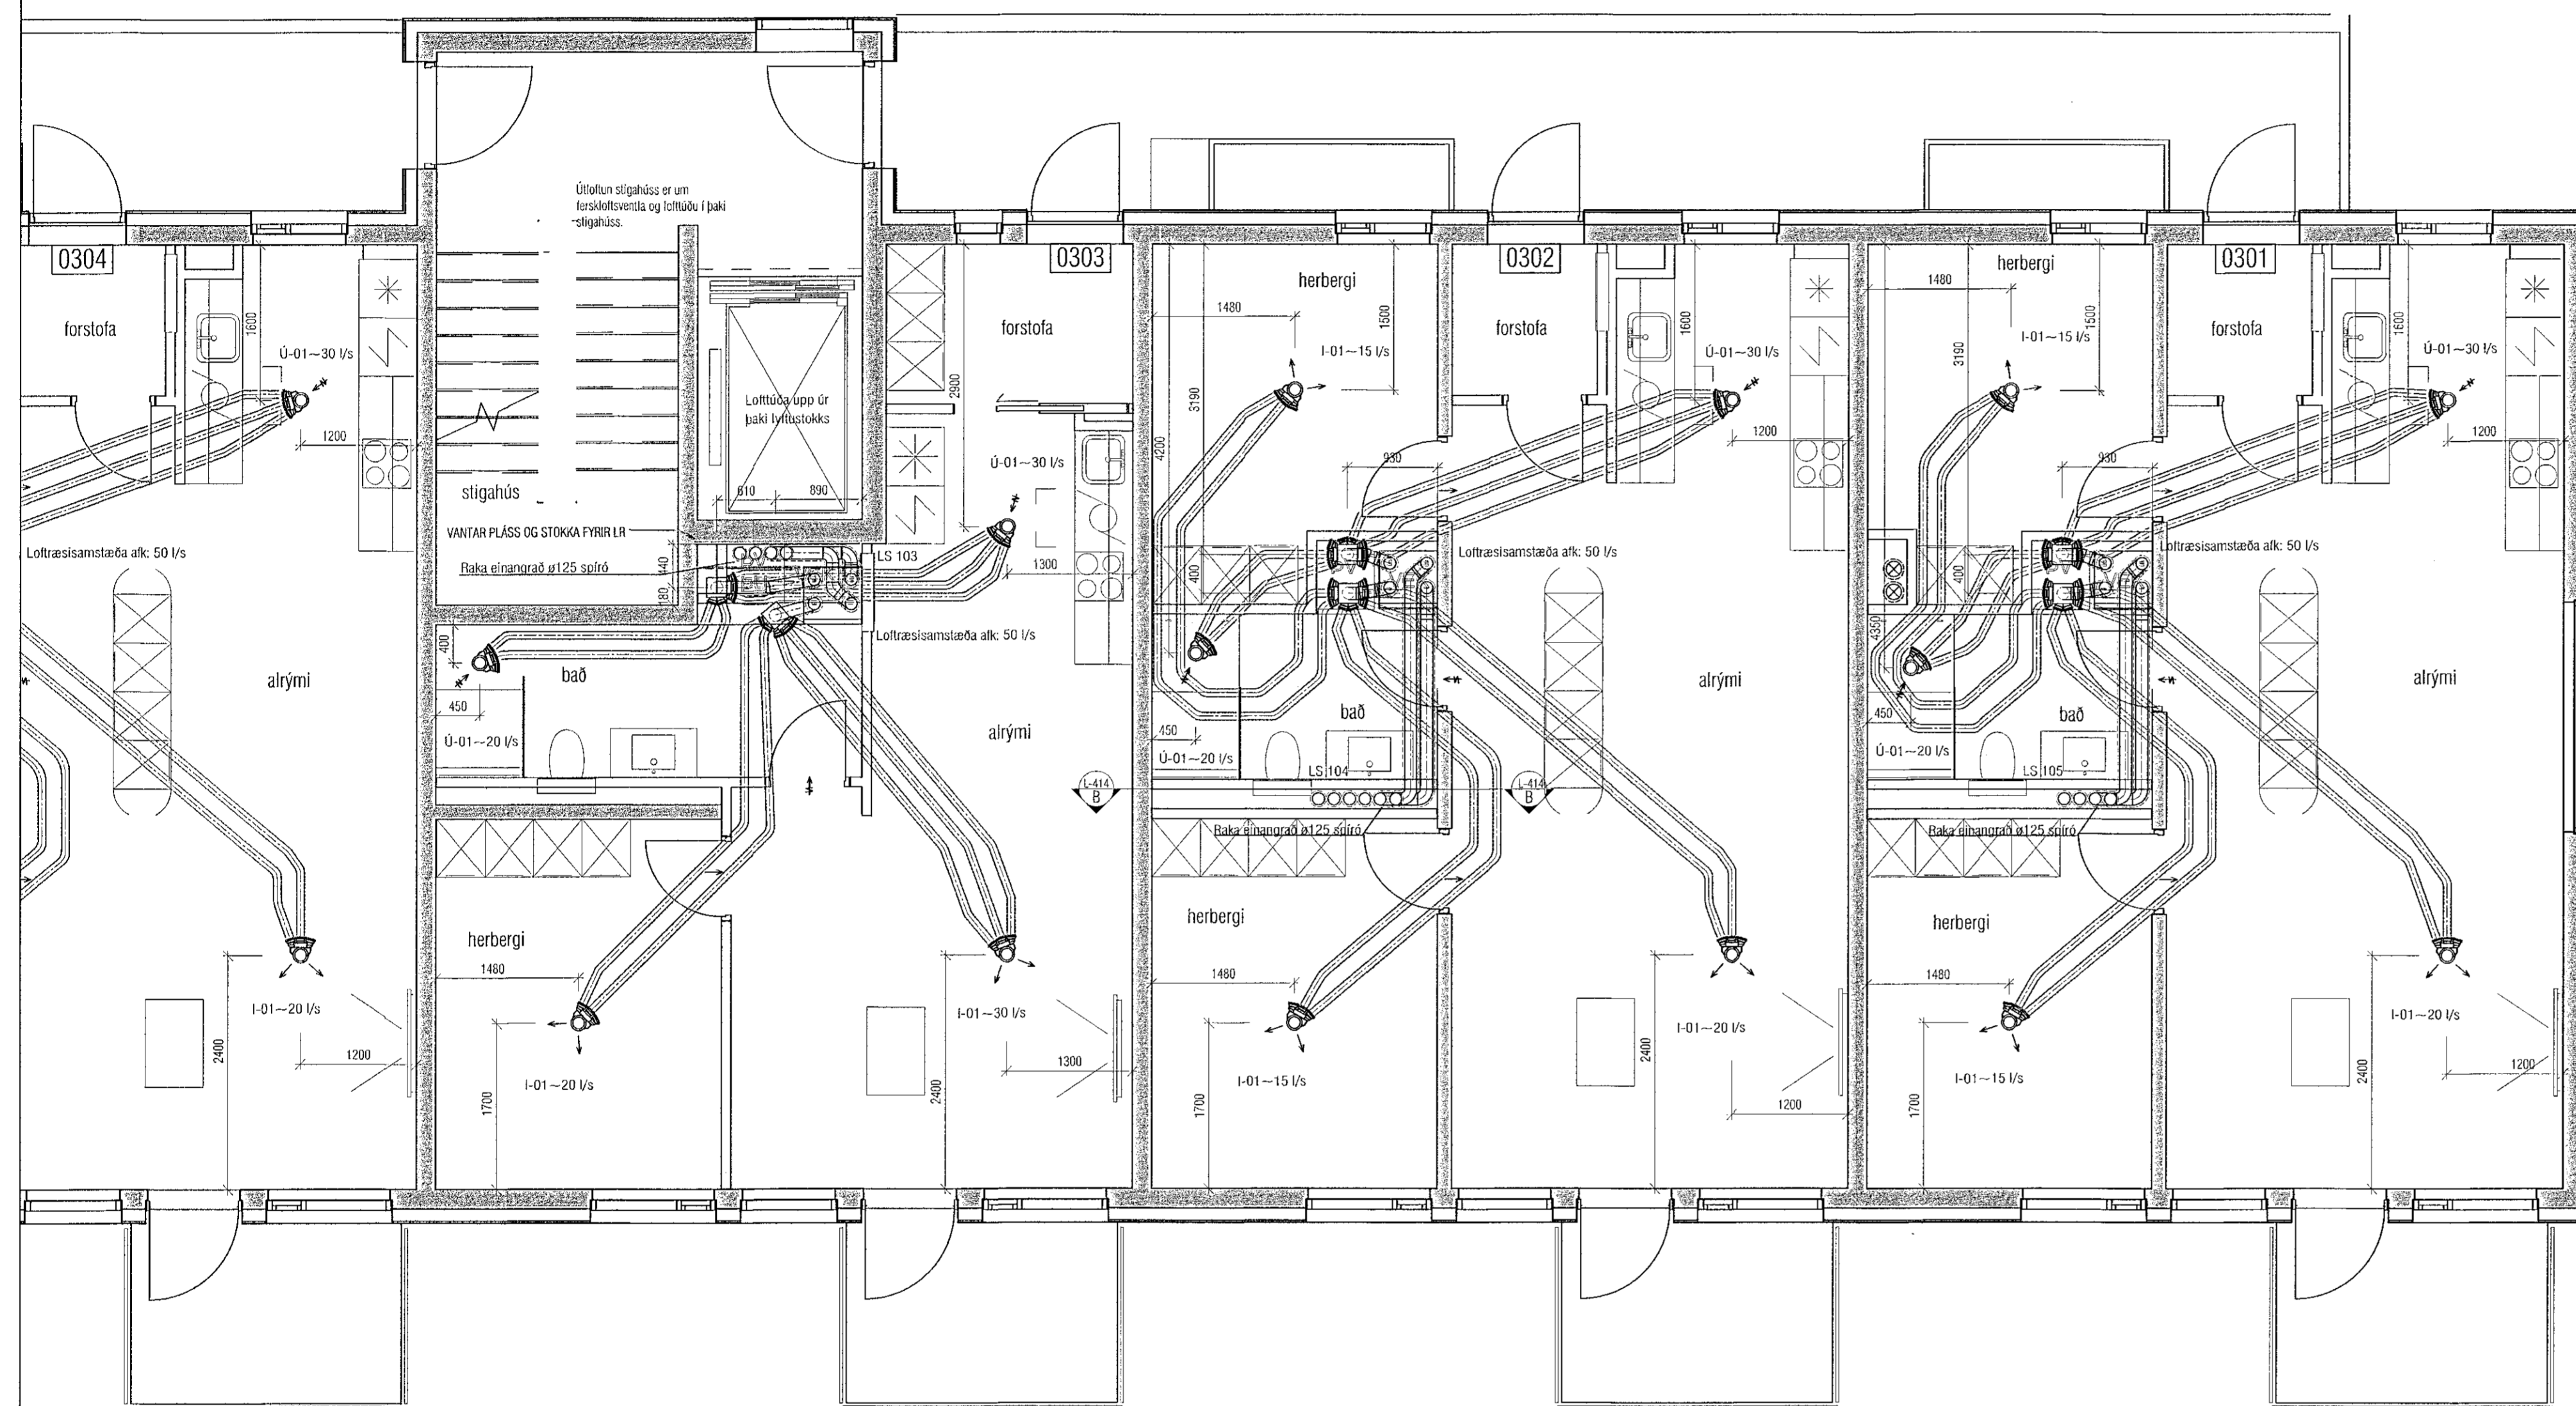 Útloftun stigahúss er um
ferskloftsventla og lofttúðu í þaki
stigahúss.
0304
0303
0302
0301
herbergi
herbergi
forstofa
forstofa
forstofa
forstofa
1600
1480
1500
1600
1480
1500
1600
I-01~15 l/s
Ú-01~30 l/s
Ú-01~30 l/s
Ú-01~30 l/s
2900
3190
3190
Lofttúða upp úr
þaki lyftustokks
1200
1200
1200
4200
930
930
Ú-01~30 l/s
stigahús
610
890
VANTAR PLÁSS OG STOKKA FYRIR LR
Loftræsisamstæða afk: 50 l/s
LS 103
Loftræsisamstæða afk: 50 l/s
Loftræsisamstæða afk: 50 l/s
Raka einangrað ø125 spíró
440
180
1300
400
400
400
4350
Loftræsisamstæða afk: 50 l/s
bað
alrými
alrými
alrými
450
450
450
bað
bað
alrými
Ú-01~20 l/s
Ú-01~20 l/s
Ú-01~20 l/s
LS 104
LS 105
L-414
B
L-414
B
Raka einangrað ø125 spíró
Raka einangrað ø125 spíró
herbergi
herbergi
herbergi
1480
1480
1480
I-01~20 l/s
I-01~30 l/s
I-01~20 l/s
I-01~20 l/s
2400
1200
1300
2400
2400
1200
2400
1200
I-01~20 l/s
I-01~15 l/s
I-01~15 l/s
1700
1700
1700